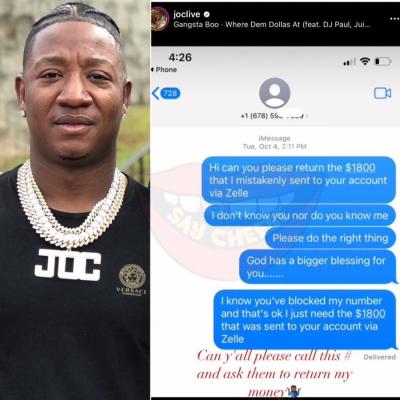 joclive
Gangsta Boo · Where Dem Dollas At (feat. DJ Paul, Jui...
4:26
Phone
728
+1 (678)
iMessage
Tue, Oct 4, 2:11 PM
Hi can you please return the $1800
that I mistakenly sent to your account
via Zelle
I don't know you nor do you know me
Please do the right thing
God has a bigger blessing for
you.......
I know you've blocked my number
and that's ok I just need the $1800
that was sent to your account via
Zelle
Delivered
Can y'all please call this #
and ask them to return my
money
JOC
VERSACE
SAY CHEESE